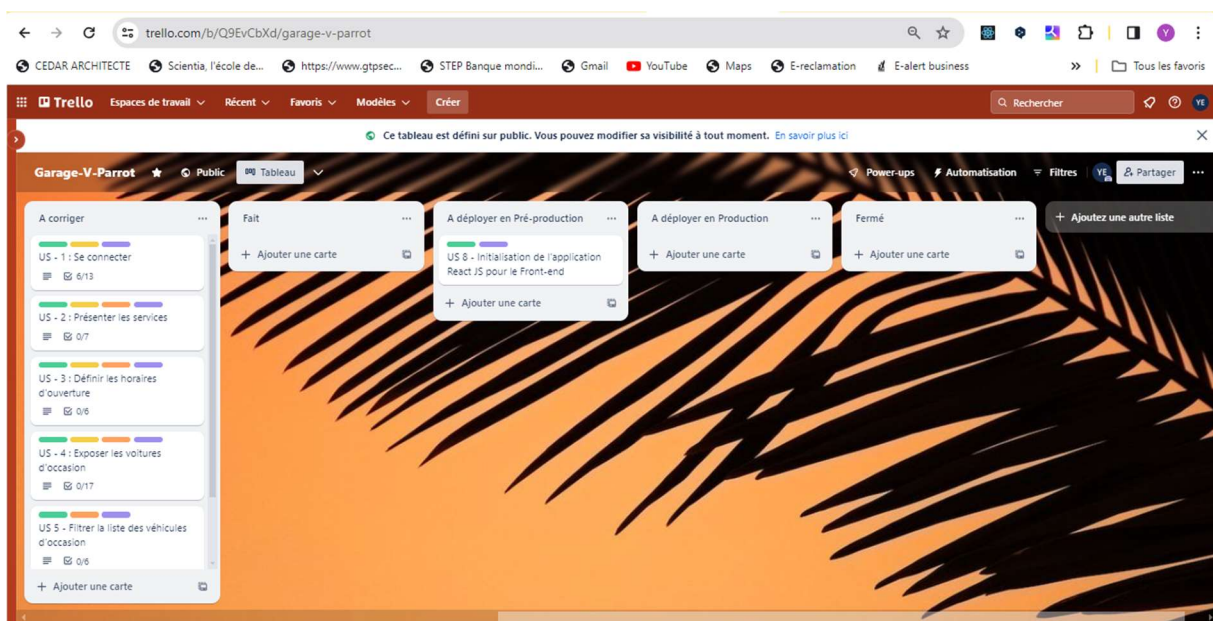 trello.com/b/Q9EvCbXd/garage-v-parrot
Y
CEDAR ARCHITECTE Scientia, l'école de... https://www.gtpsec... STEP Banque mondi... Gmail YouTube Maps E-reclamation E-alert business » Tous les favoris
Trello Espaces de travail Récent Favoris Modèles Créer Rechercher YE
Ce tableau est défini sur public. Vous pouvez modifier sa visibilité à tout moment. En savoir plus ici
Garage-V-Parrot Public Tableau Power-ups Automatisation Filtres YE Partager
A corriger
US - 1 : Se connecter
6/13
US - 2 : Présenter les services
0/7
US - 3 : Définir les horaires
d'ouverture
0/6
US - 4 : Exposer les voitures
d'occasion
0/17
US 5 - Filtrer la liste des véhicules
d'occasion
0/6
+ Ajouter une carte
Fait
+ Ajouter une carte
A déployer en Pré-production
US 8 - Initialisation de l'application
React JS pour le Front-end
+ Ajouter une carte
A déployer en Production
+ Ajouter une carte
Fermé
+ Ajouter une carte
+ Ajoutez une autre liste